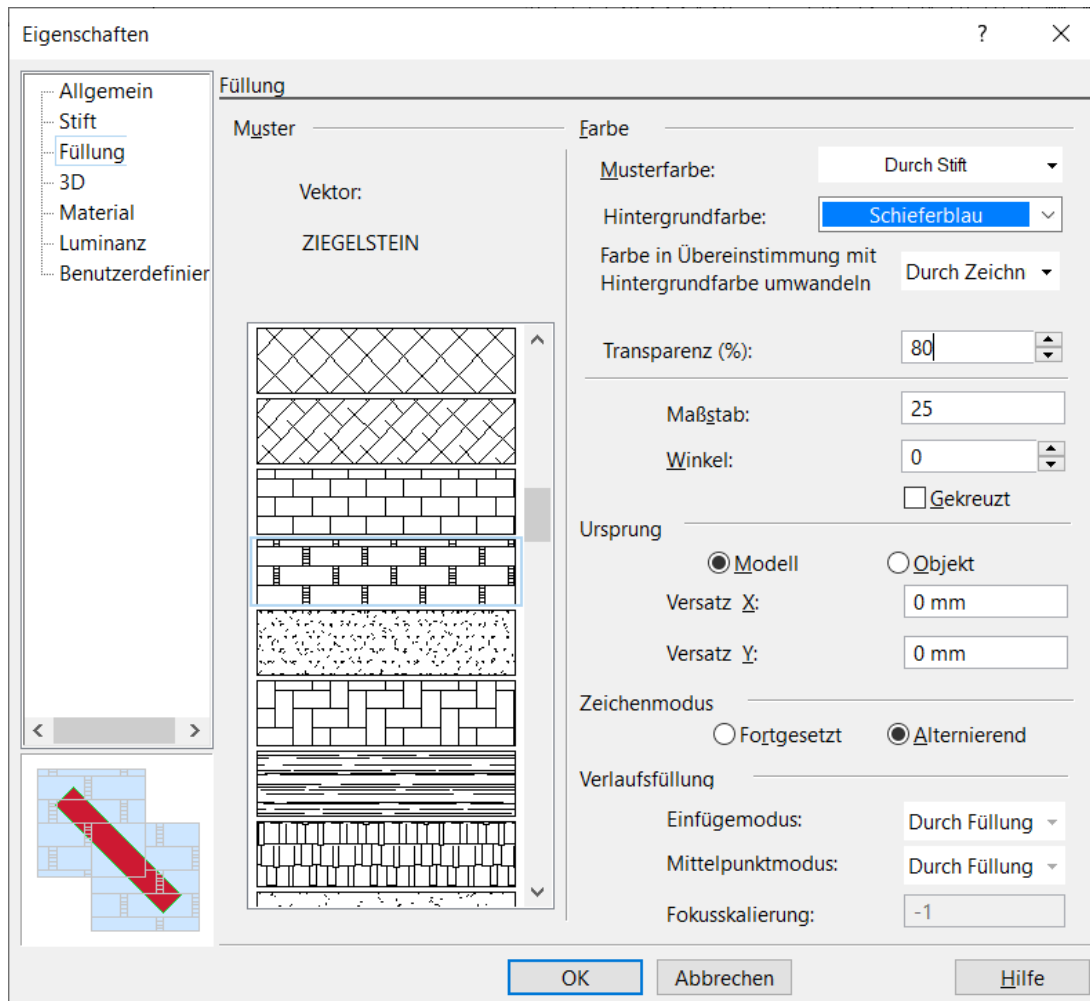 Eigenschaften
?
Allgemein
Stift
Füllung
3D
Material
Luminanz
Benutzerdefinier
Füllung
Muster
Vektor:
ZIEGELSTEIN
Farbe
Musterfarbe:
Durch Stift
Hintergrundfarbe:
Schieferblau
Farbe in Übereinstimmung mit
Hintergrundfarbe umwandeln
Durch Zeichn
Transparenz (%):
80
Maßstab:
25
Winkel:
0
Gekreuzt
Ursprung
Modell
Objekt
Versatz X:
0 mm
Versatz Y:
0 mm
Zeichenmodus
Fortgesetzt
Alternierend
Verlaufsfüllung
Einfügemodus:
Durch Füllung
Mittelpunktmodus:
Durch Füllung
Fokusskalierung:
-1
OK
Abbrechen
Hilfe